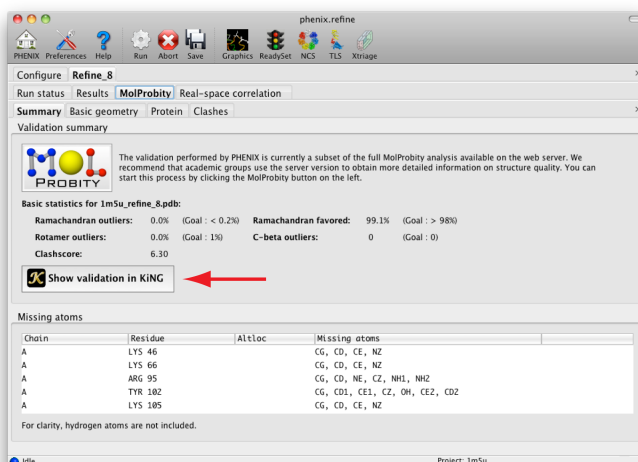 phenix.refine
PHENIX Preferences Help Run Abort Save Graphics ReadySet NCS TLS Xtriage
Configure Refine_8
Run status Results MolProbity Real-space correlation
Summary Basic geometry Protein Clashes
Validation summary
MOL
PROBITY
The validation performed by PHENIX is currently a subset of the full MolProbity analysis available on the web server. We
recommend that academic groups use the server version to obtain more detailed information on structure quality. You can
start this process by clicking the MolProbity button on the left.
Basic statistics for 1m5u_refine_8.pdb:
Ramachandran outliers: 0.0% (Goal : < 0.2%) Ramachandran favored: 99.1% (Goal : > 98%)
Rotamer outliers: 0.0% (Goal : 1%) C-beta outliers: 0 (Goal : 0)
Clashscore: 6.30
K Show validation in KiNG
Missing atoms
Chain Residue Altloc Missing atoms
A LYS 46 CG, CD, CE, NZ
A LYS 66 CG, CD, CE, NZ
A ARG 95 CG, CD, NE, CZ, NH1, NH2
A TYR 102 CG, CD1, CE1, CZ, OH, CE2, CD2
A LYS 105 CG, CD, CE, NZ
For clarity, hydrogen atoms are not included.
Idle Project: 1m5u